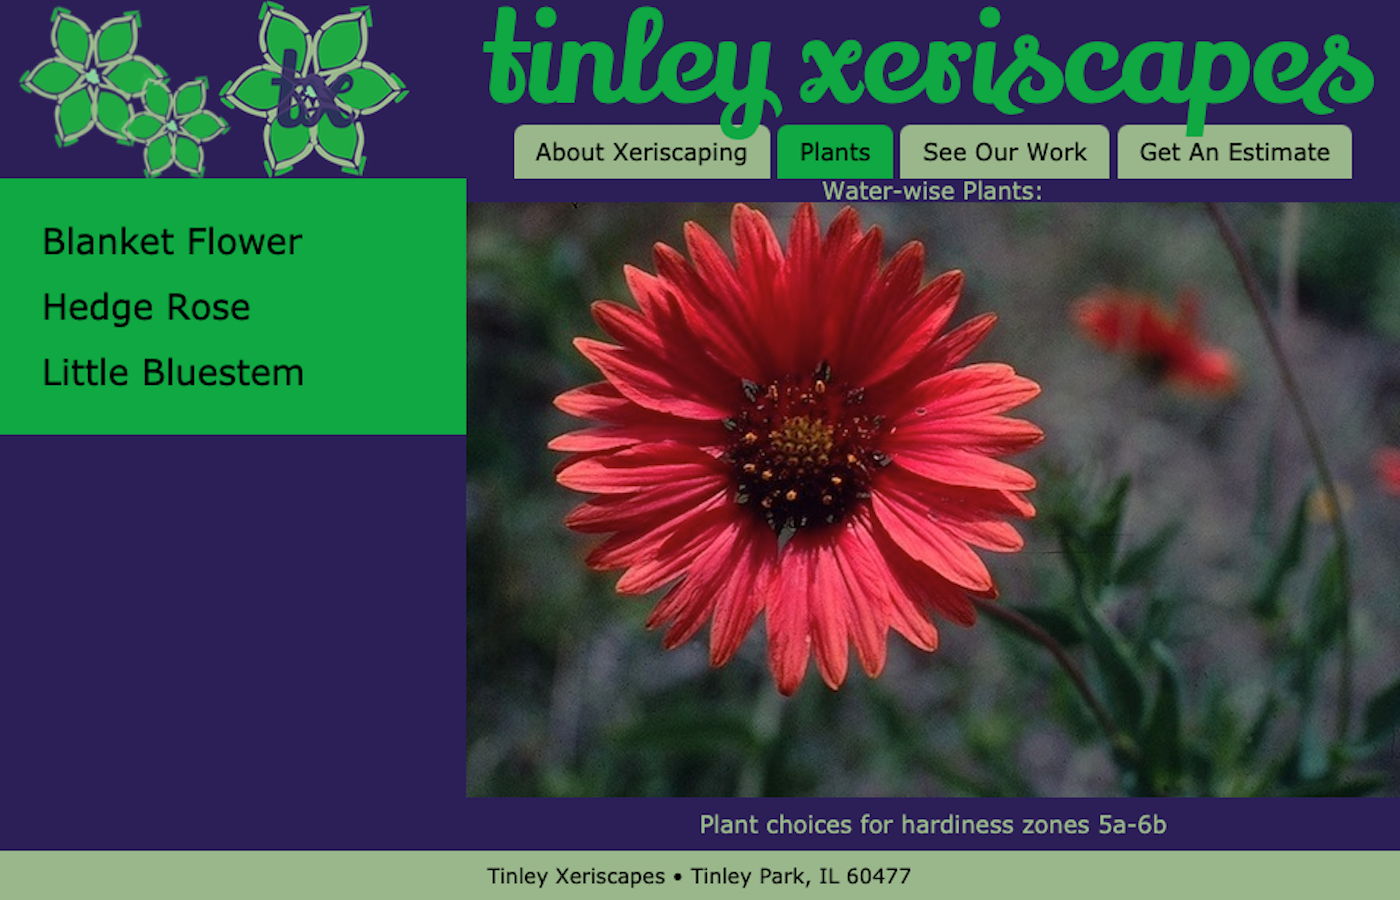 tx
tinley xeriscapes
About Xeriscaping
Plants
See Our Work
Get An Estimate
Water-wise Plants:
Blanket Flower
Hedge Rose
Little Bluestem
Plant choices for hardiness zones 5a-6b
Tinley Xeriscapes • Tinley Park, IL 60477